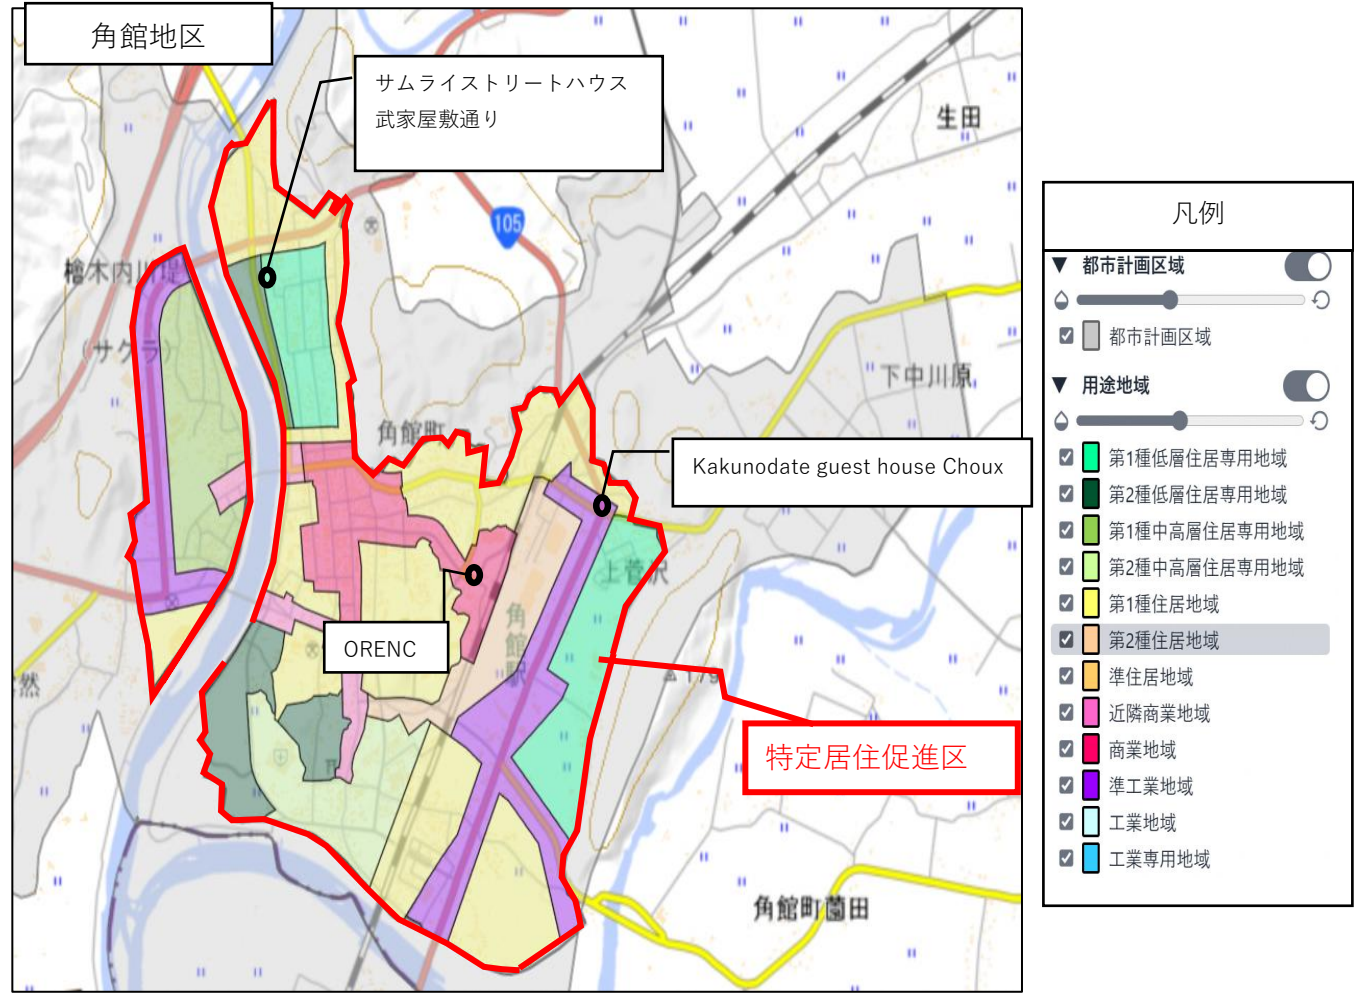 角館地区
サムライストリートハウス
武家屋敷通り
生田
105
檜木内川堤
(サクラ)
下中川原
角館町
Kakunodate guest house Choux
上菅沢
ORENC
角館駅
然
179
特定居住促進区
角館町薗田
凡例
▼ 都市計画区域
都市計画区域
▼ 用途地域
第1種低層住居専用地域
第2種低層住居専用地域
第1種中高層住居専用地域
第2種中高層住居専用地域
第1種住居地域
第2種住居地域
準住居地域
近隣商業地域
商業地域
準工業地域
工業地域
工業専用地域